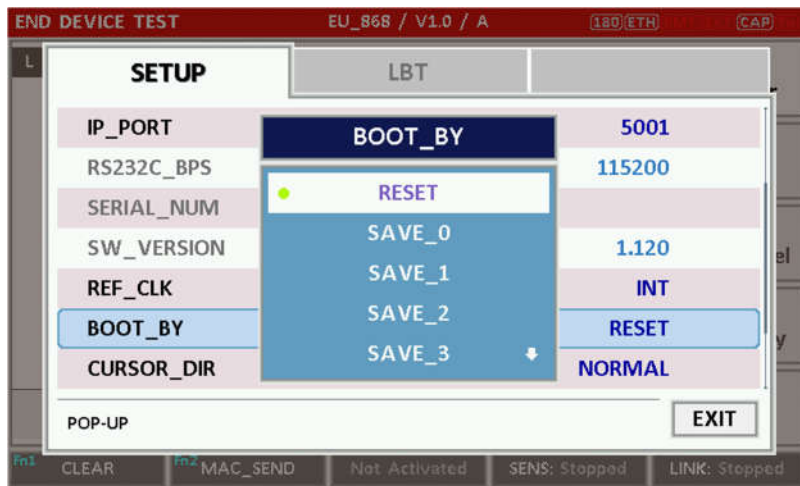 END DEVICE TEST EU_868 / V1.0 / A 180 ETH CAP
L
SETUP LBT
IP_PORT 5001
RS232C_BPS 115200
SERIAL_NUM
SW_VERSION 1.120
REF_CLK INT
BOOT_BY RESET
CURSOR_DIR NORMAL
BOOT_BY
RESET
SAVE_0
SAVE_1
SAVE_2
SAVE_3
el
y
POP-UP EXIT
Fn1 CLEAR Fn2 MAC_SEND Not Activated SENS: Stopped LINK: Stopped